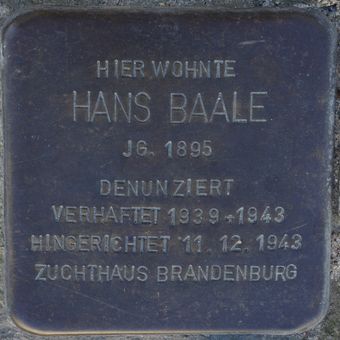 HIER WOHNTE
HANS BAALE
JG. 1895
DENUNZIERT
VERHAFTET 1939 + 1943
HINGERICHTET 11. 12. 1943
ZUCHTHAUS BRANDENBURG